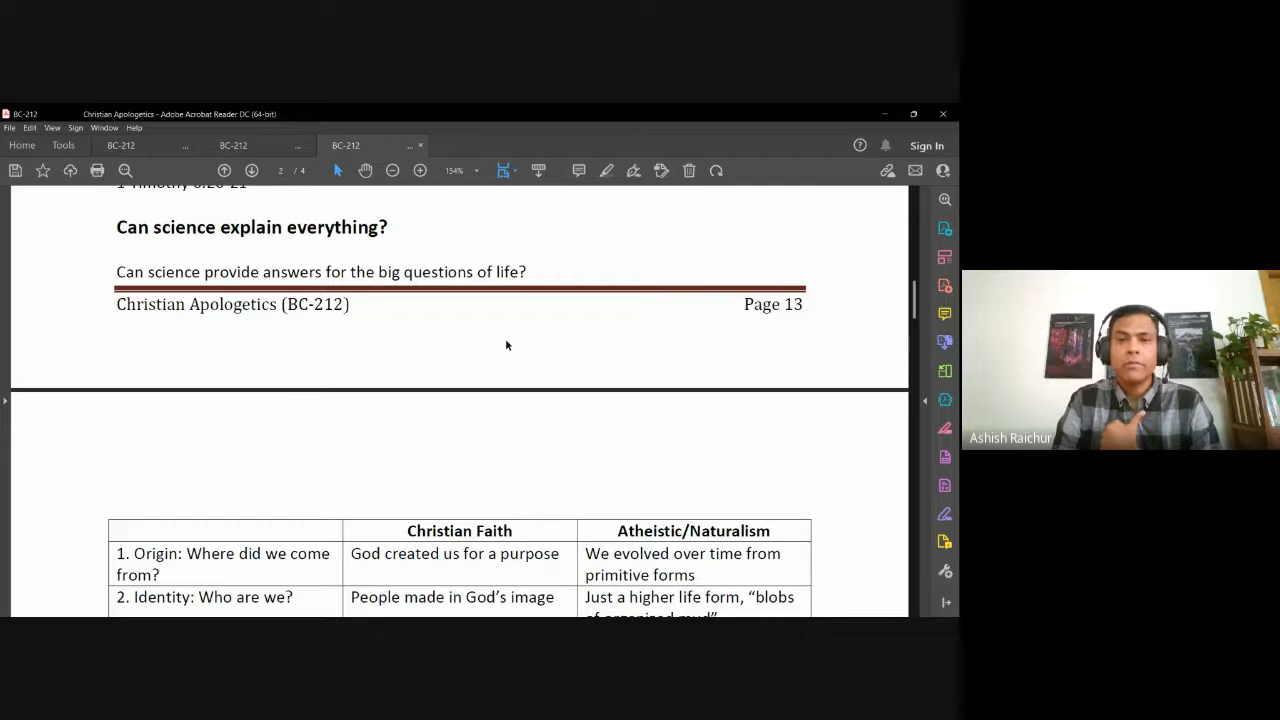 BC-212 Christian Apologetics - Adobe Acrobat Reader DC (64-bit)
File Edit View Sign Window Help
Home Tools BC-212 ... BC-212 ... BC-212 ... ×
Sign In
2 / 4 154%
Can science explain everything?
Can science provide answers for the big questions of life?
Christian Apologetics (BC-212) Page 13
Christian Faith Atheistic/Naturalism
1. Origin: Where did we come God created us for a purpose We evolved over time from
from? primitive forms
2. Identity: Who are we? People made in God's image Just a higher life form, "blobs
Ashish Raichur